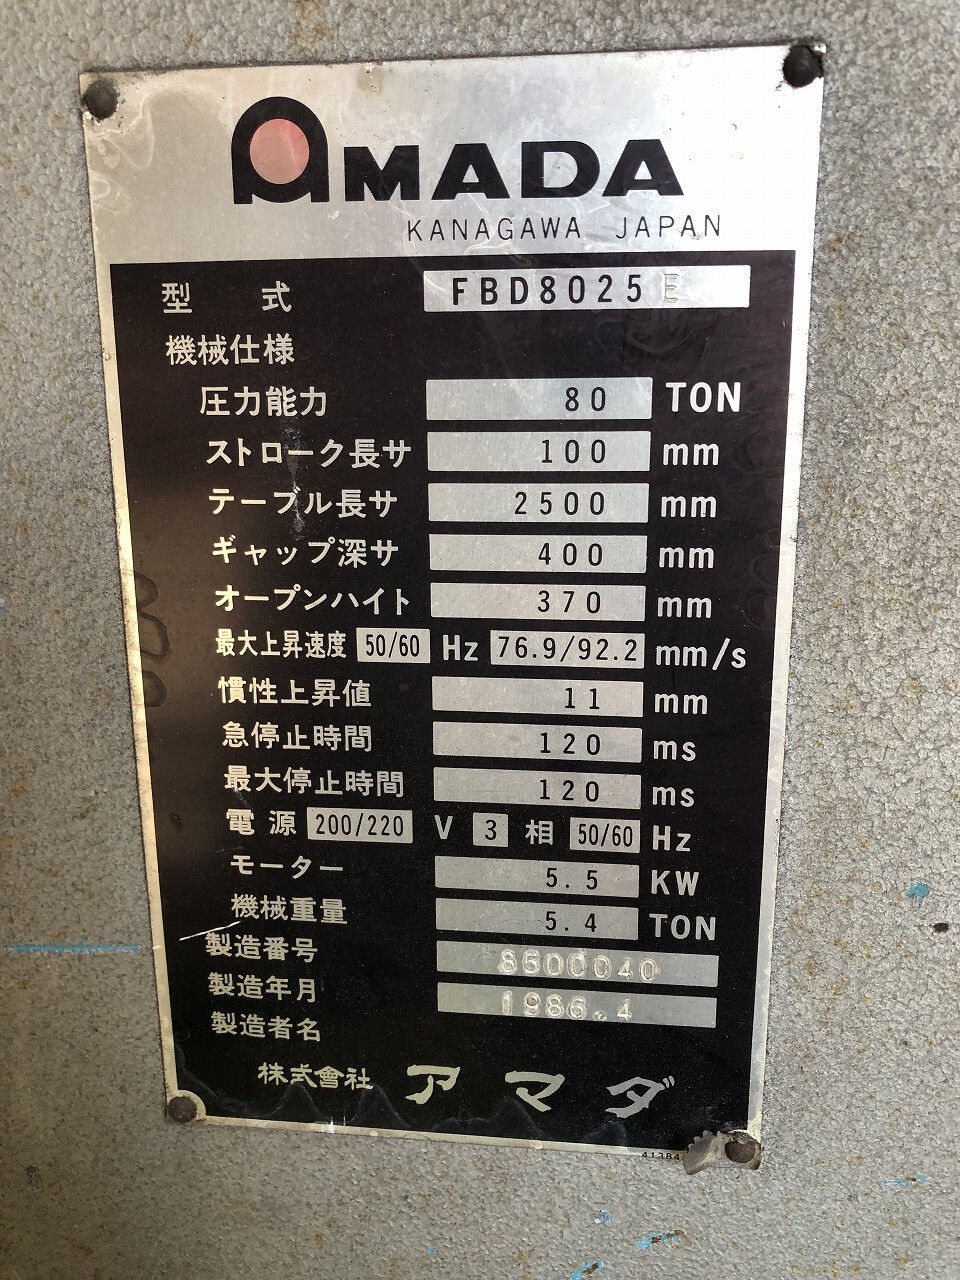 AMADA
KANAGAWA JAPAN
型式 FBD8025E
機械仕様
圧力能力 80 TON
ストローク長サ 100 mm
テーブル長サ 2500 mm
ギャップ深サ 400 mm
オープンハイト 370 mm
最大上昇速度 50/60 Hz 76.9/92.2 mm/s
慣性上昇値 11 mm
急停止時間 120 ms
最大停止時間 120 ms
電源 200/220 V 3 相 50/60 Hz
モーター 5.5 KW
機械重量 5.4 TON
製造番号 8500040
製造年月 1986.4
製造者名
株式會社 アマダ